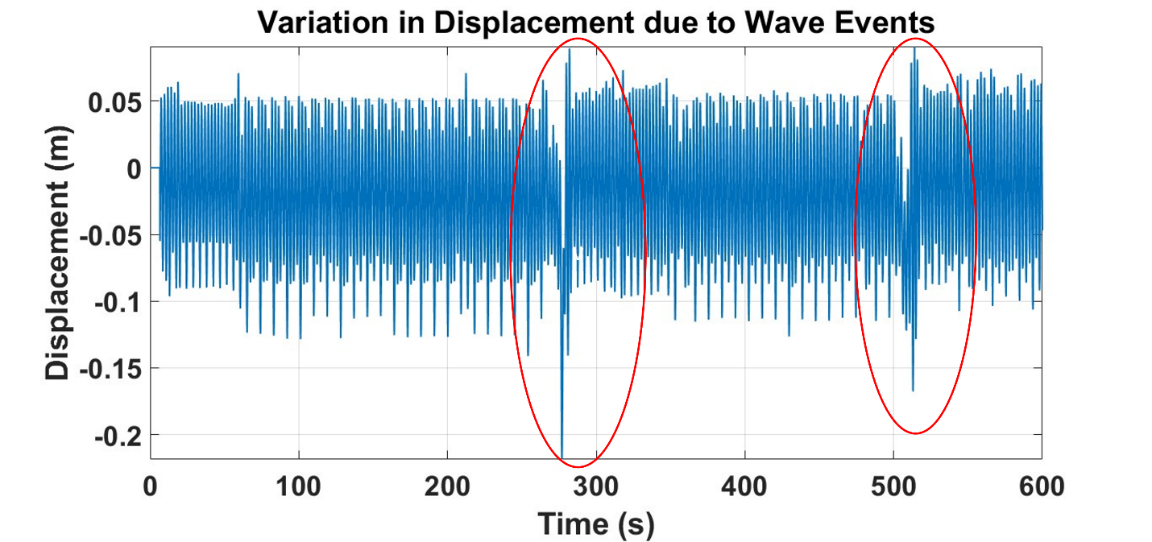 Variation in Displacement due to Wave Events
Displacement (m)
0.05
0
-0.05
-0.1
-0.15
-0.2
0 100 200 300 400 500 600
Time (s)